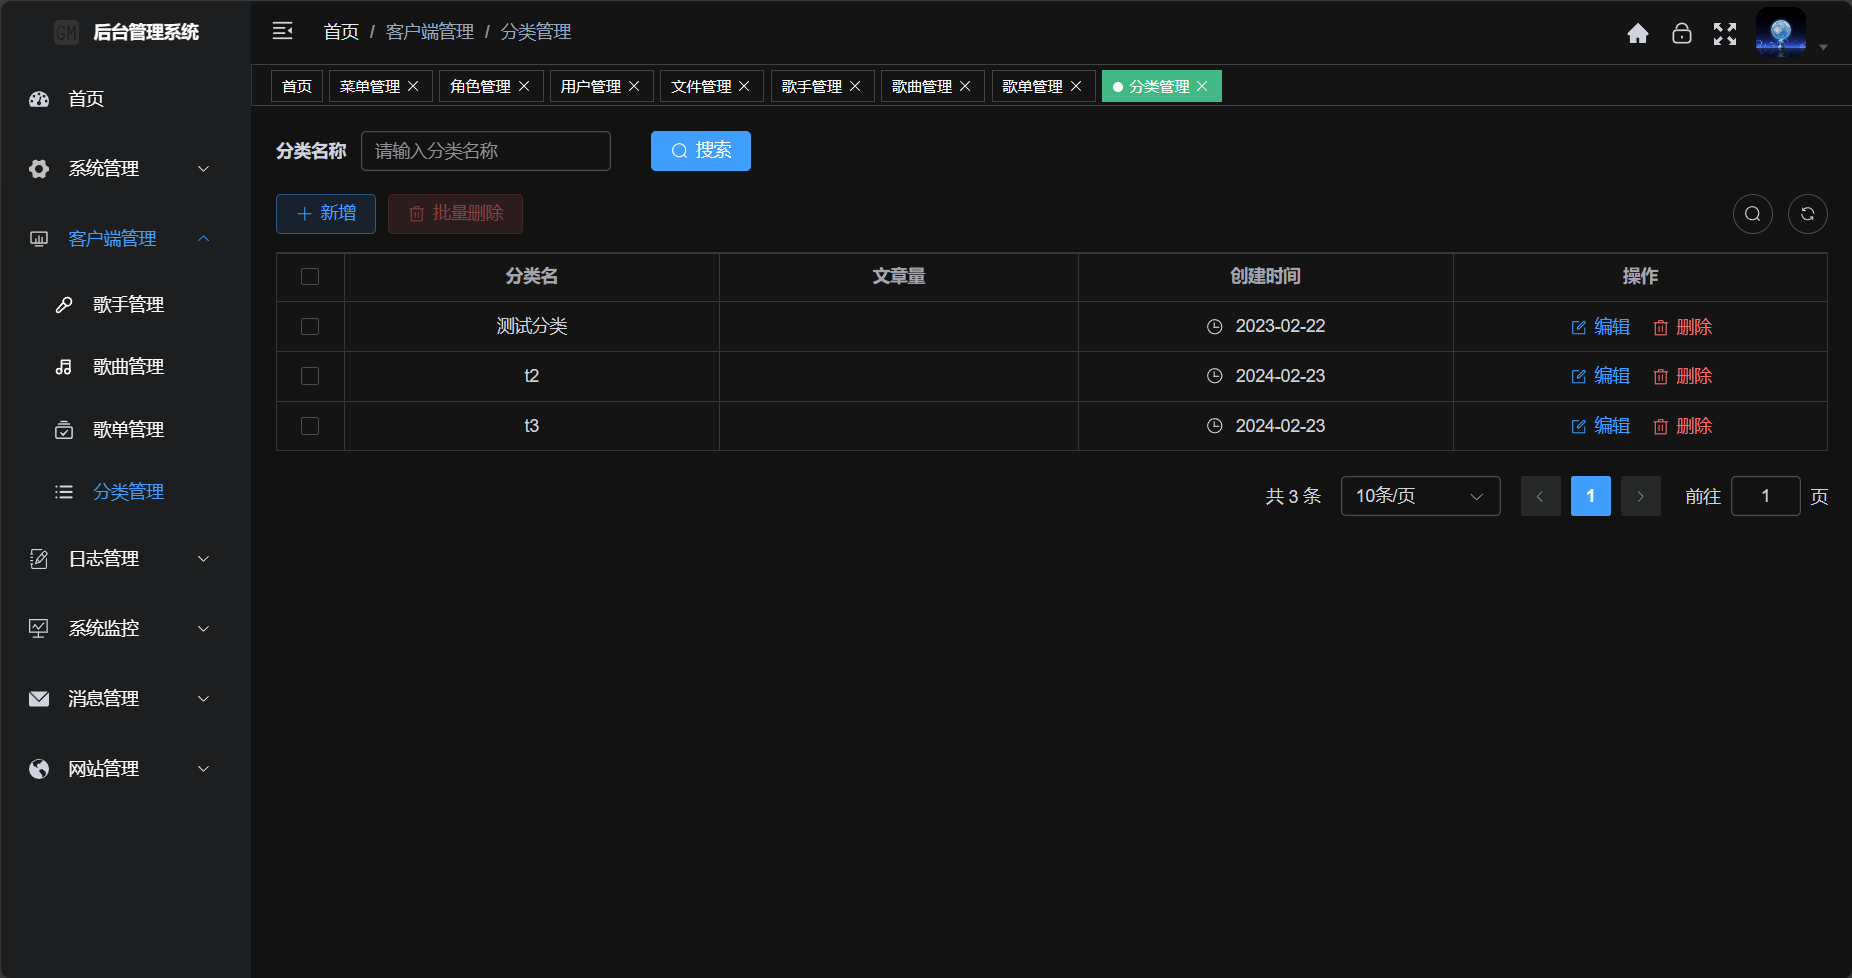 GM 后台管理系统
首页
系统管理
客户端管理
歌手管理
歌曲管理
歌单管理
分类管理
日志管理
系统监控
消息管理
网站管理
首页 / 客户端管理 / 分类管理
首页 菜单管理 角色管理 用户管理 文件管理 歌手管理 歌曲管理 歌单管理 分类管理
分类名称 请输入分类名称 搜索
新增 批量删除
分类名 文章量 创建时间 操作
测试分类 2023-02-22 编辑 删除
t2 2024-02-23 编辑 删除
t3 2024-02-23 编辑 删除
共 3 条 10条/页 1 前往 1 页